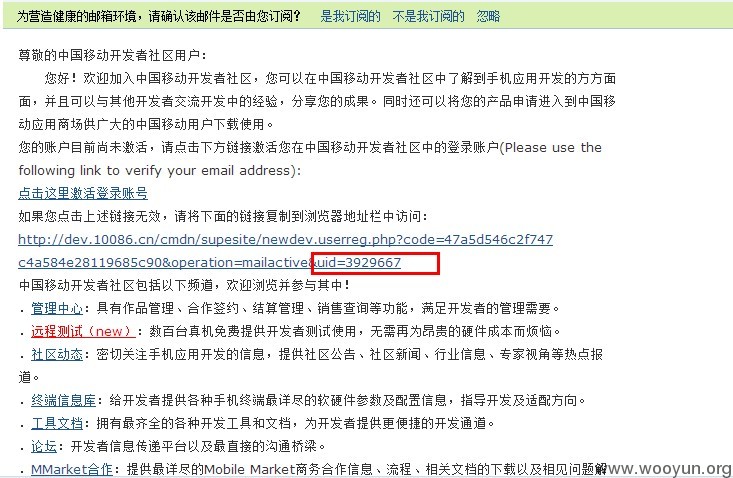 为营造健康的邮箱环境，请确认该邮件是否由您订阅？ 是我订阅的 不是我订阅的 忽略
尊敬的中国移动开发者社区用户：
您好！欢迎加入中国移动开发者社区，您可以在中国移动开发者社区中了解到手机应用开发的方方面
面，并且可以与其他开发者交流开发中的经验，分享您的成果。同时还可以将您的产品申请进入到中国移
动应用商场供广大的中国移动用户下载使用。
您的账户目前尚未激活，请点击下方链接激活您在中国移动开发者社区中的登录账户(Please use the
following link to verify your email address):
点击这里激活登录账号
如果您点击上述链接无效，请将下面的链接复制到浏览器地址栏中访问：
http://dev.10086.cn/cmdn/supesite/newdev.userreg.php?code=47a5d546c2f747
c4a584e28119685c90&operation=mailactive&uid=3929667
中国移动开发者社区包括以下频道，欢迎浏览并参与其中！
. 管理中心：具有作品管理、合作签约、结算管理、销售查询等功能，满足开发者的管理需要。
. 远程测试（new）：数百台真机免费提供开发者测试使用，无需再为昂贵的硬件成本而烦恼。
. 社区动态：密切关注手机应用开发的信息，提供社区公告、社区新闻、行业信息、专家视角等热点报
道。
. 终端信息库：给开发者提供各种手机终端最详尽的软硬件参数及配置信息，指导开发及适配方向。
. 工具文档：拥有最齐全的各种开发工具和文档，为开发者提供更便捷的开发通道。
. 论坛：开发者信息传递平台以及最直接的沟通桥梁。
. MMarket合作：提供最详尽的Mobile Market商务合作信息、流程、相关文档的下载以及相见问题解
www.wooyun.org